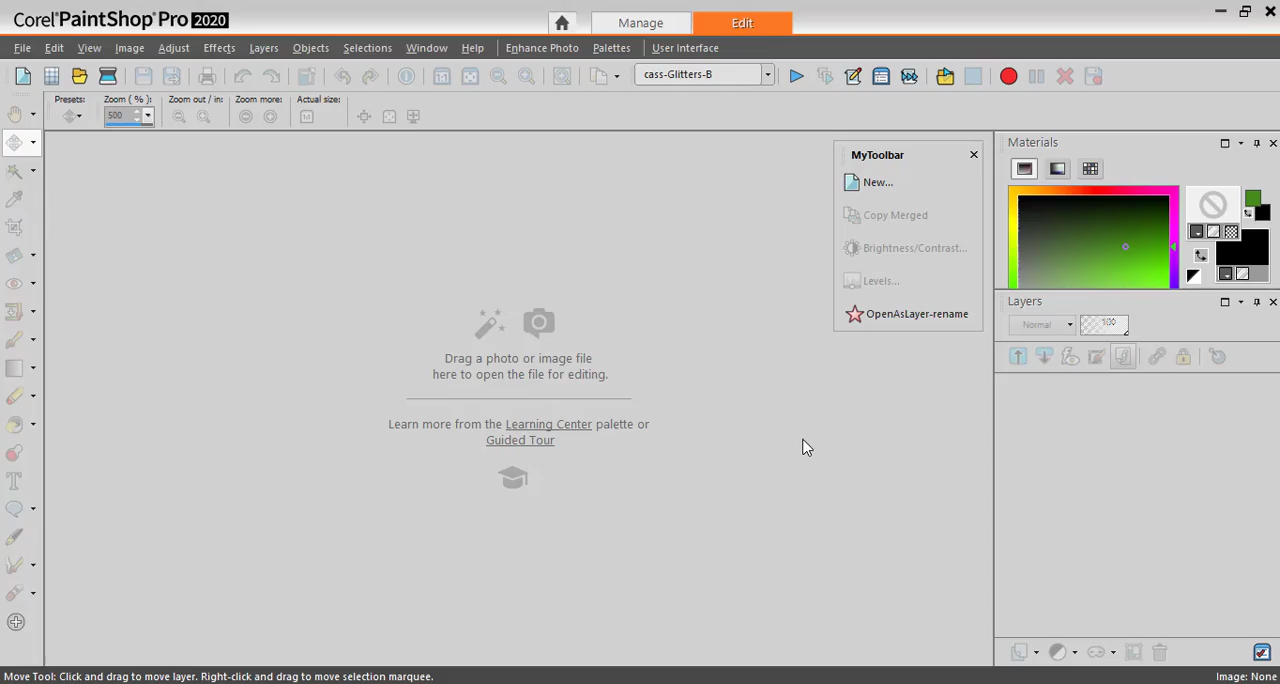 Corel PaintShop Pro 2020
Manage
Edit
File Edit View Image Adjust Effects Layers Objects Selections Window Help Enhance Photo Palettes User Interface
cass-Glitters-B
Presets: Zoom ( % ): Zoom out / in: Zoom more: Actual size:
500
MyToolbar
New...
Copy Merged
Brightness/Contrast...
Levels...
OpenAsLayer-rename
Drag a photo or image file
here to open the file for editing.
Learn more from the Learning Center palette or
Guided Tour
Materials
Layers
Normal
100
Move Tool: Click and drag to move layer. Right-click and drag to move selection marquee.
Image: None